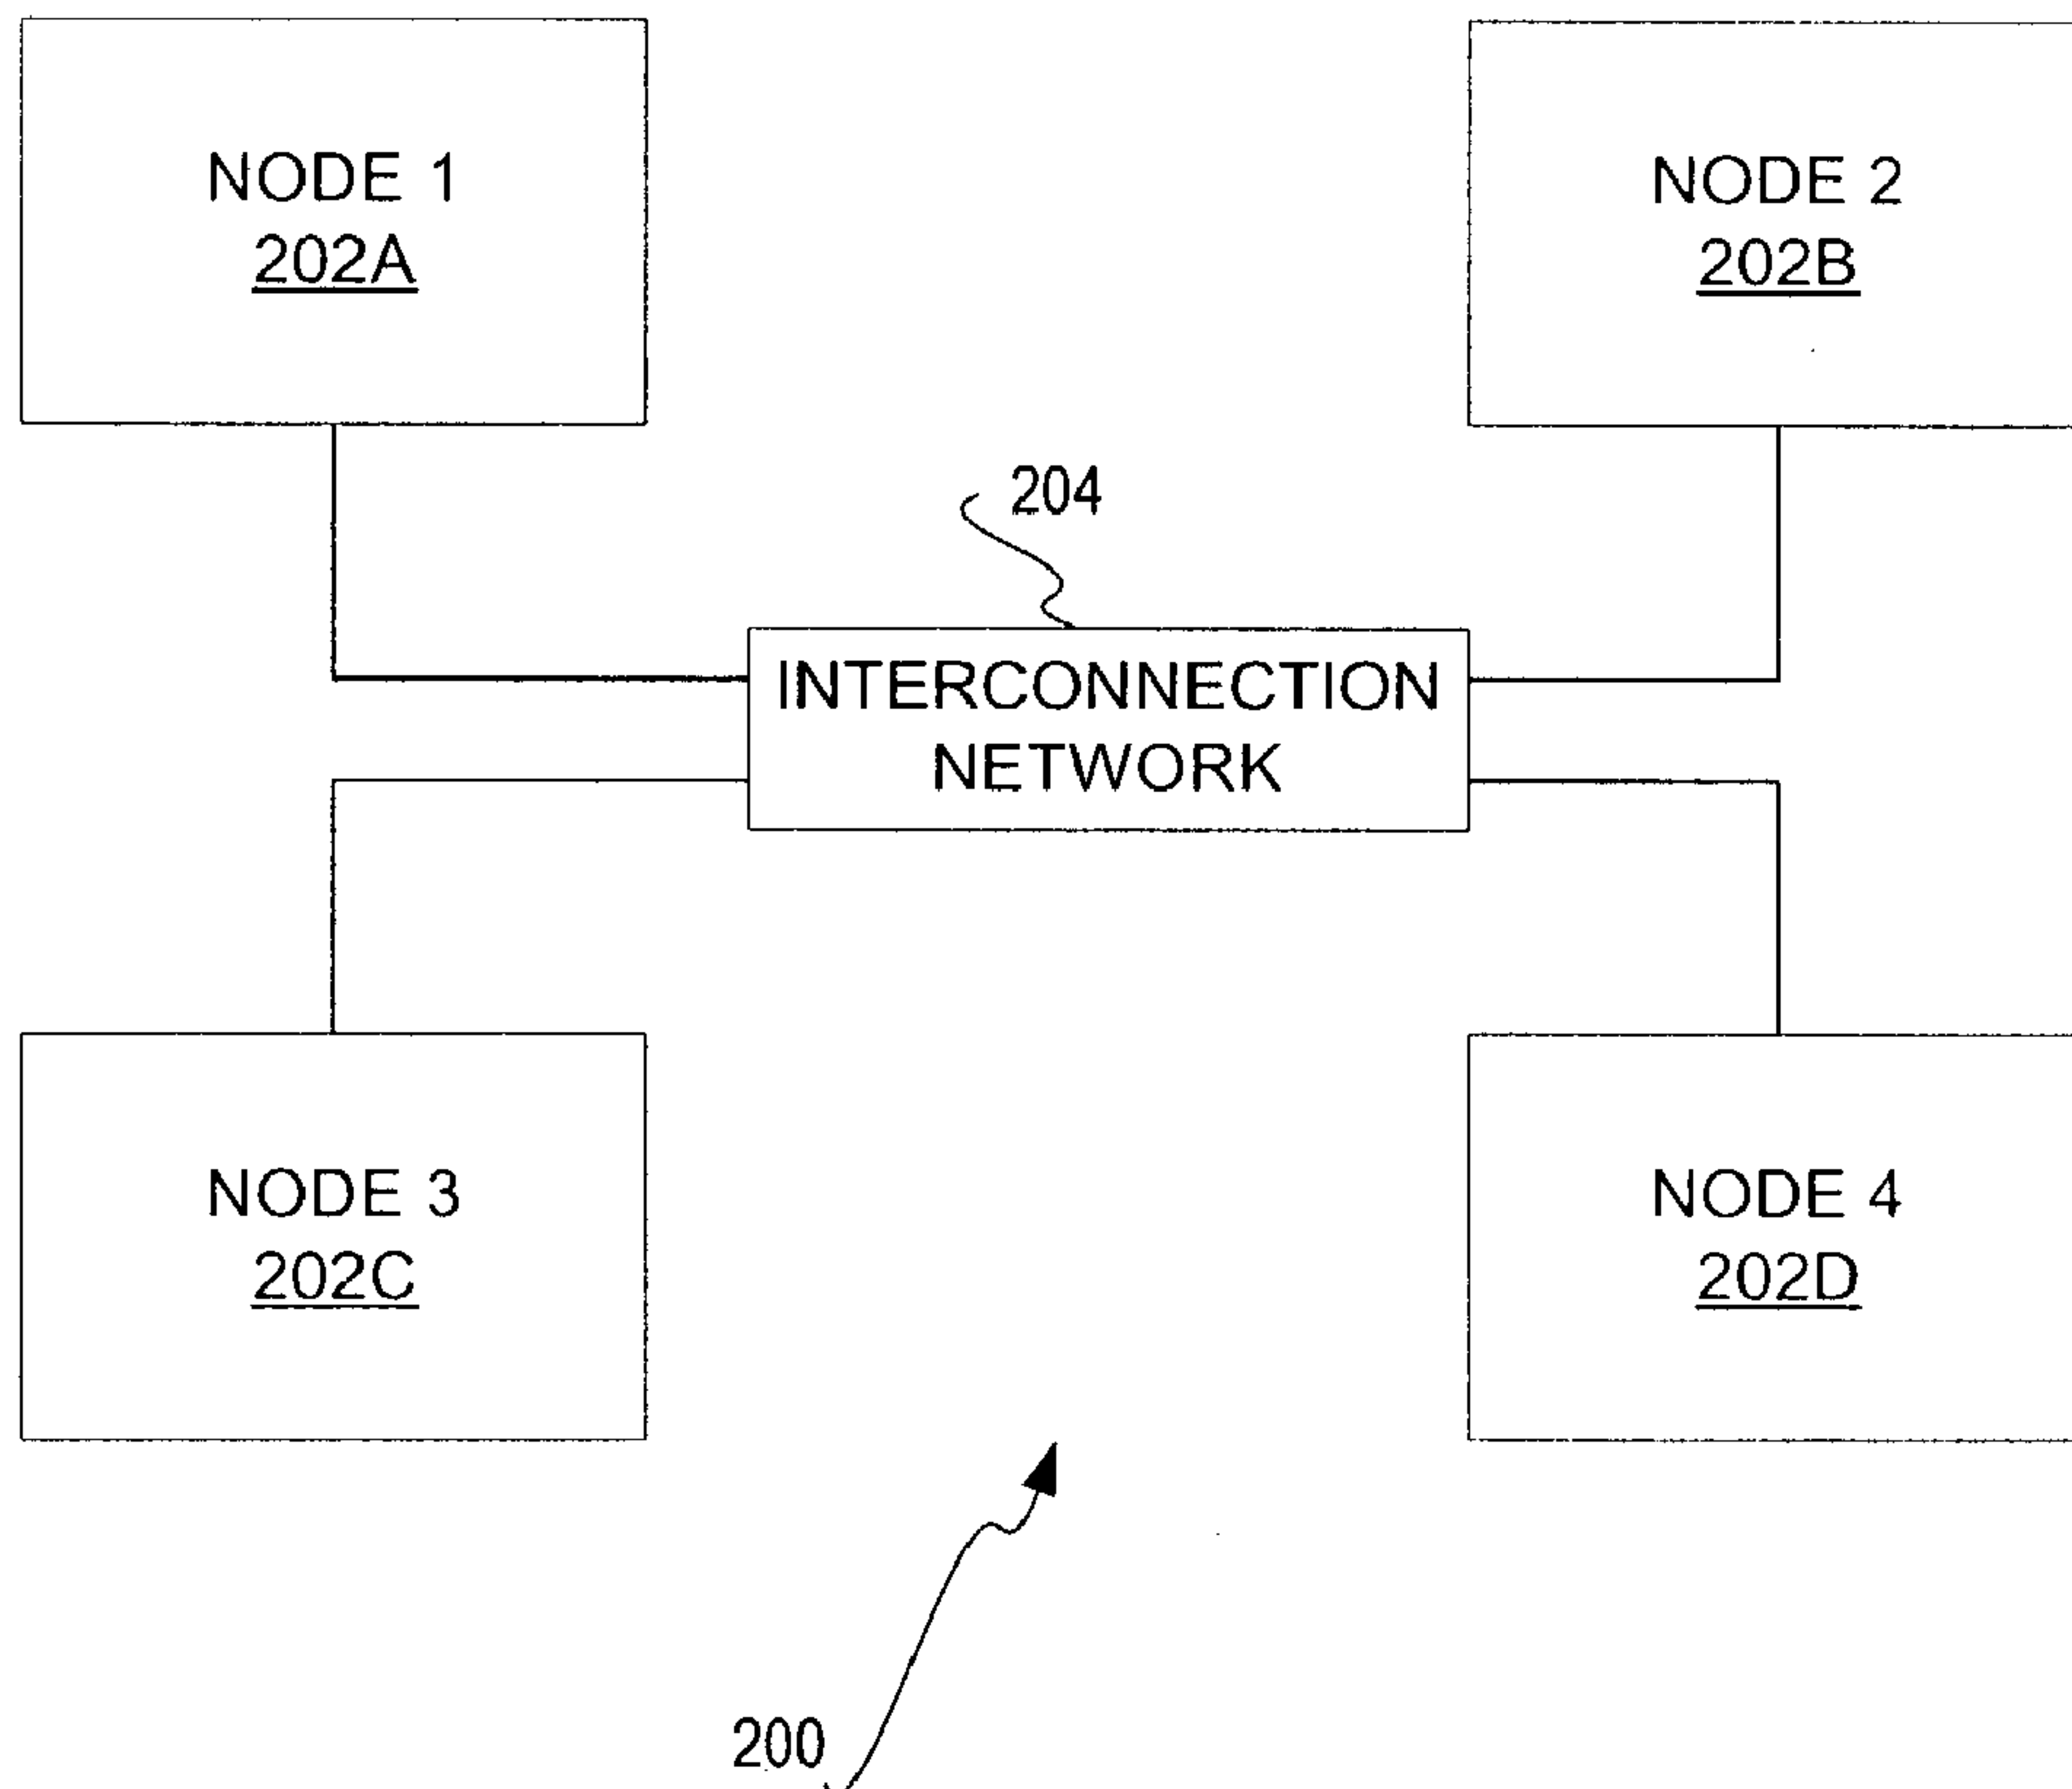 NODE 1
202A
NODE 2
202B
204
INTERCONNECTION
NETWORK
NODE 3
202C
NODE 4
202D
200